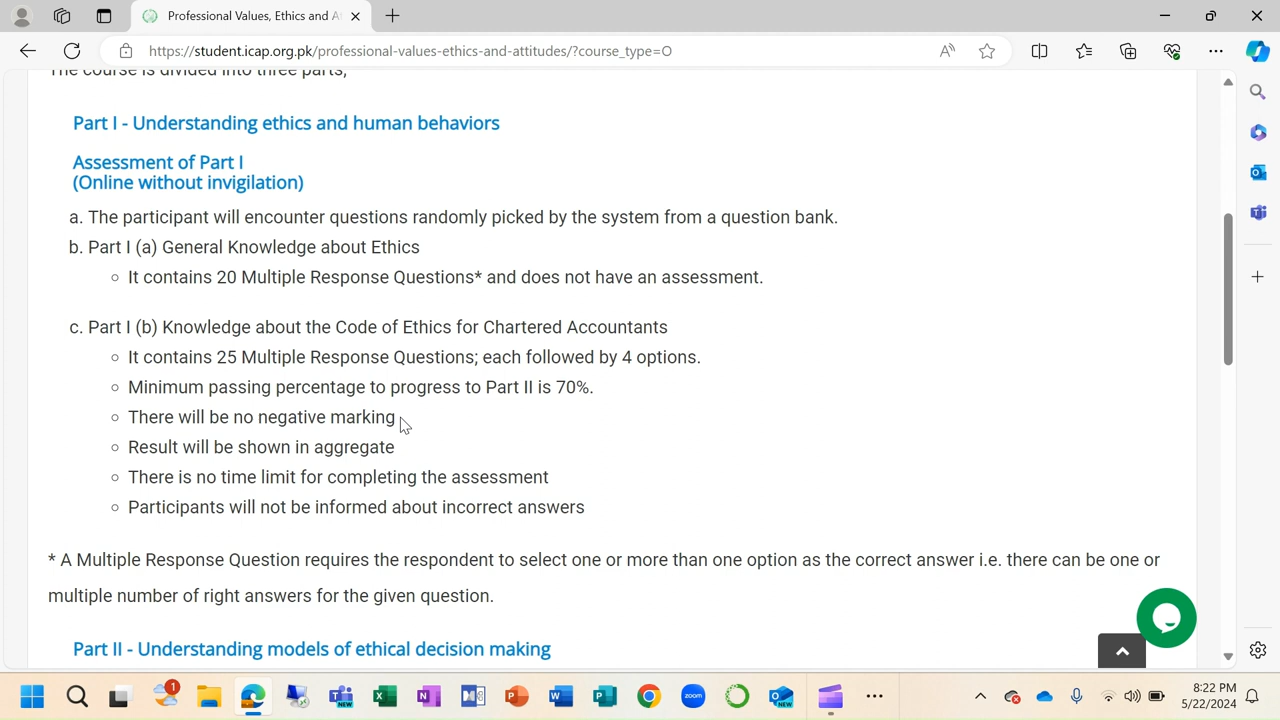 Professional Values, Ethics and A
https://student.icap.org.pk/professional-values-ethics-and-attitudes/?course_type=O
The course is divided into three parts;
Part I - Understanding ethics and human behaviors
Assessment of Part I
(Online without invigilation)
a. The participant will encounter questions randomly picked by the system from a question bank.
b. Part I (a) General Knowledge about Ethics
It contains 20 Multiple Response Questions* and does not have an assessment.
c. Part I (b) Knowledge about the Code of Ethics for Chartered Accountants
It contains 25 Multiple Response Questions; each followed by 4 options.
Minimum passing percentage to progress to Part II is 70%.
There will be no negative marking
Result will be shown in aggregate
There is no time limit for completing the assessment
Participants will not be informed about incorrect answers
* A Multiple Response Question requires the respondent to select one or more than one option as the correct answer i.e. there can be one or
multiple number of right answers for the given question.
Part II - Understanding models of ethical decision making
1
NEW
zoom
NEW
8:22 PM
5/22/2024